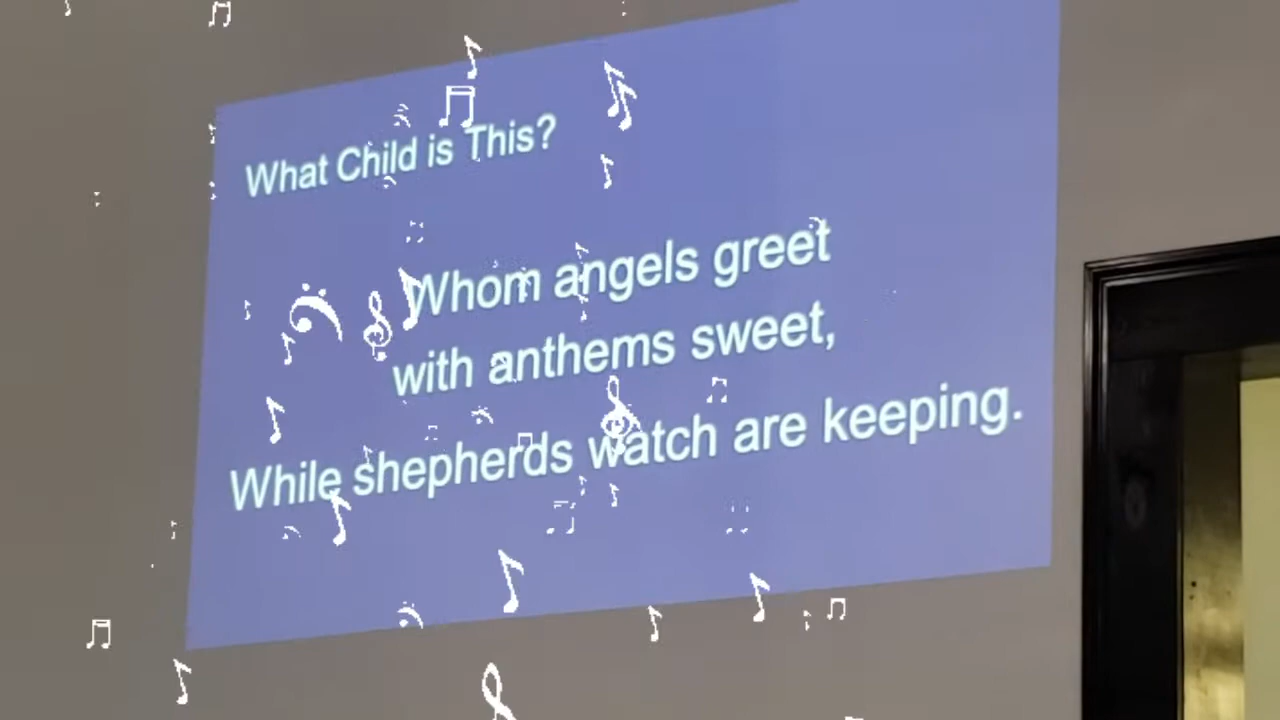 What Child is This?
Whom angels greet
with anthems sweet,
While shepherds watch are keeping.